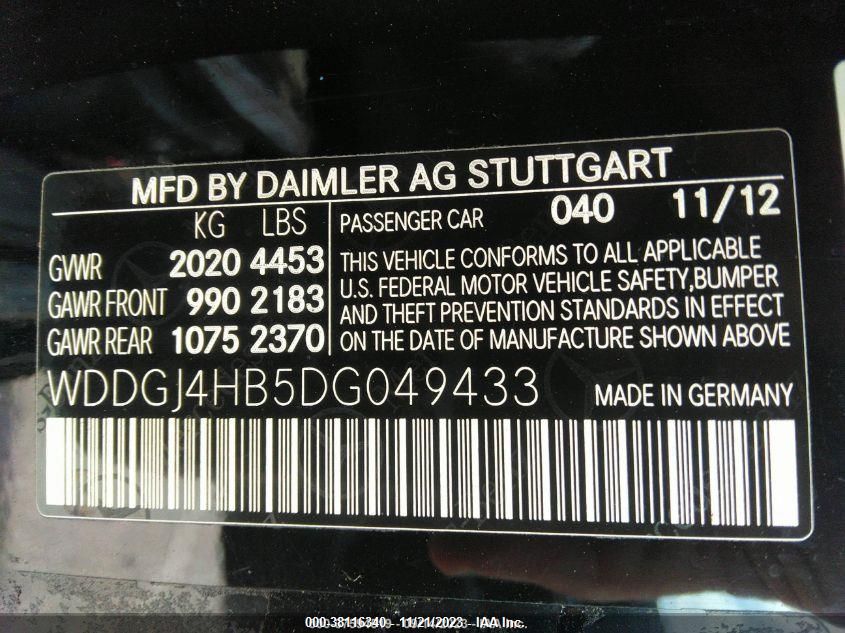 MFD BY DAIMLER AG STUTTGART
KG LBS
GVWR 2020 4453
GAWR FRONT 990 2183
GAWR REAR 1075 2370
PASSENGER CAR 040 11/12
THIS VEHICLE CONFORMS TO ALL APPLICABLE
U.S. FEDERAL MOTOR VEHICLE SAFETY,BUMPER
AND THEFT PREVENTION STANDARDS IN EFFECT
ON THE DATE OF MANUFACTURE SHOWN ABOVE
WDDGJ4HB5DG049433 MADE IN GERMANY
000-38116340 - 11/21/2023 - IAA Inc.